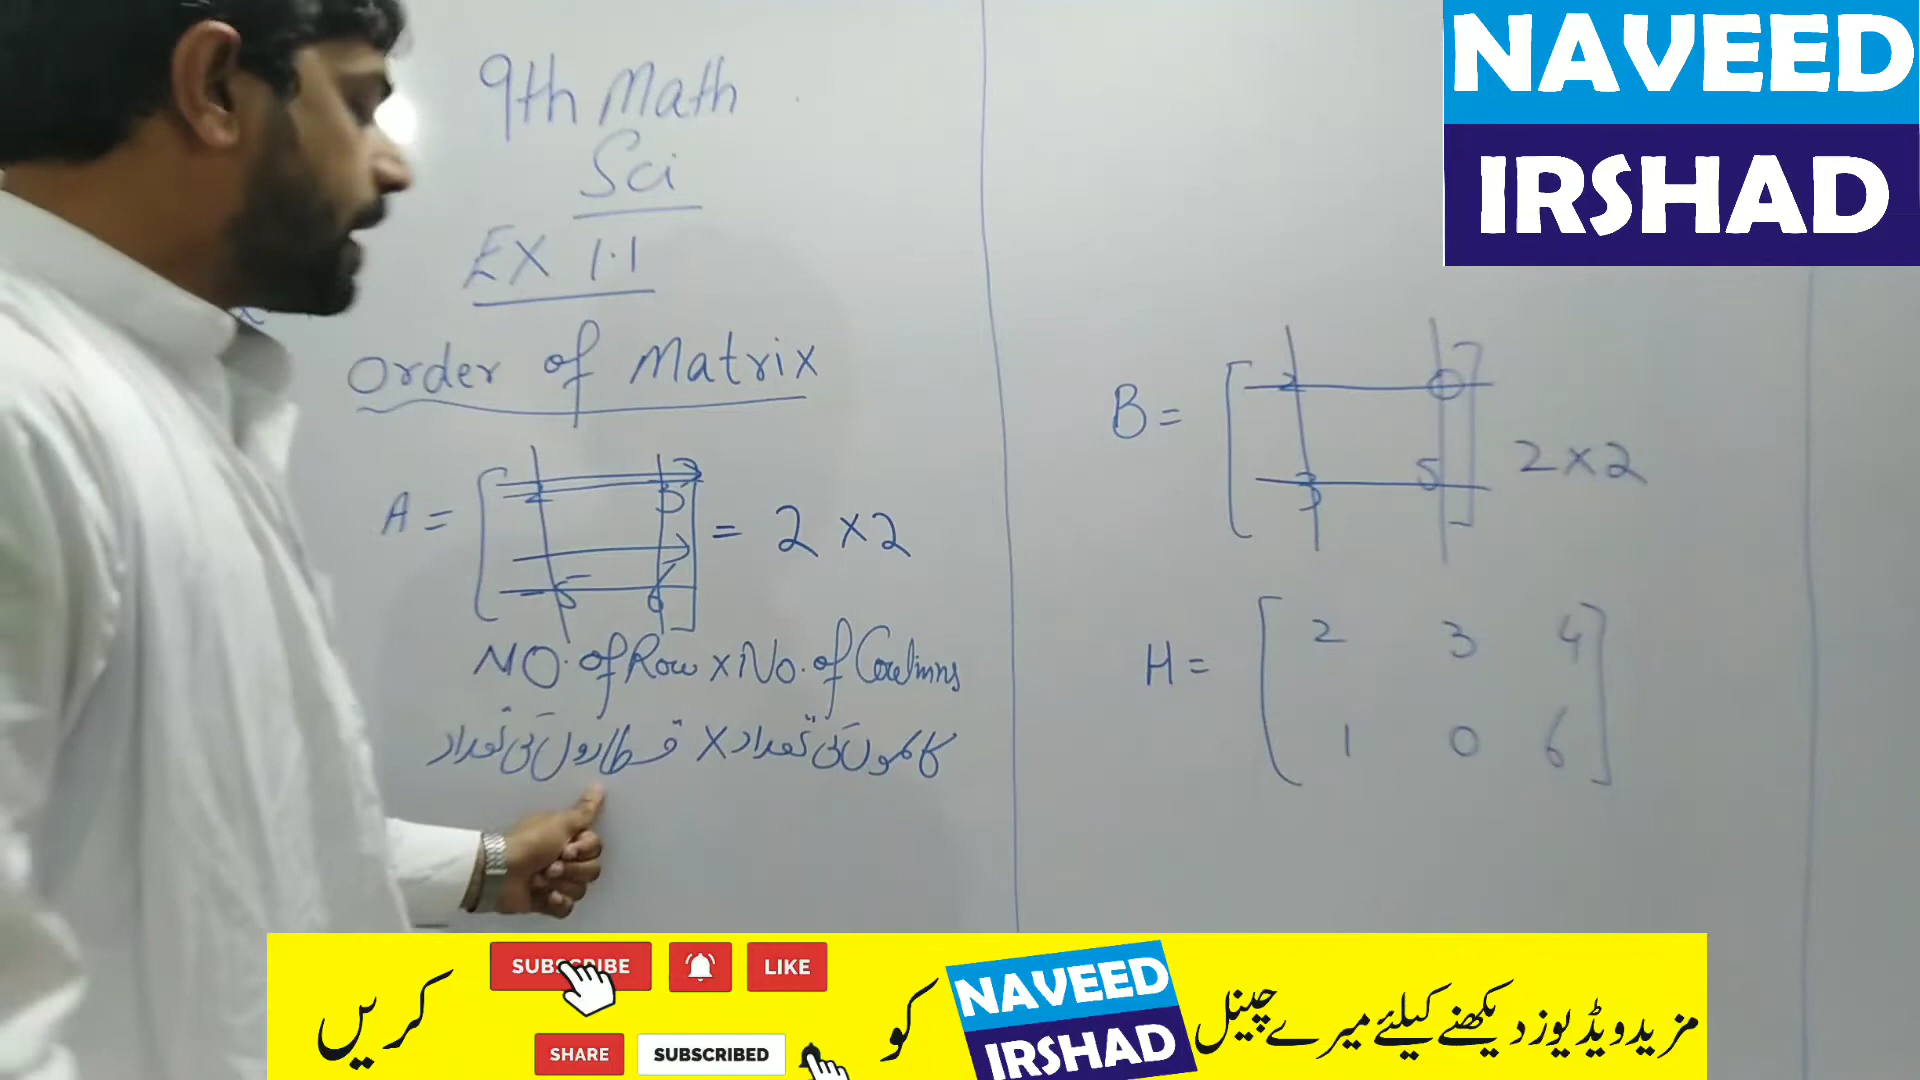 9th Math
Sci
EX 1.1
Order of Matrix
A = [ 2 3
5 6 ] = 2 × 2
NO. of Row × No. of Coulmns
قطاروں کی تعداد × کالموں کی تعداد
B = [ 2 0
3 5 ] 2 × 2
H = [ 2 3 4
1 0 6 ]
NAVEED
IRSHAD
مزید ویڈیوز دیکھنے کیلئے میرے چینل NAVEED IRSHAD کو
SUBSCRIBE
LIKE
SHARE
SUBSCRIBED
کریں